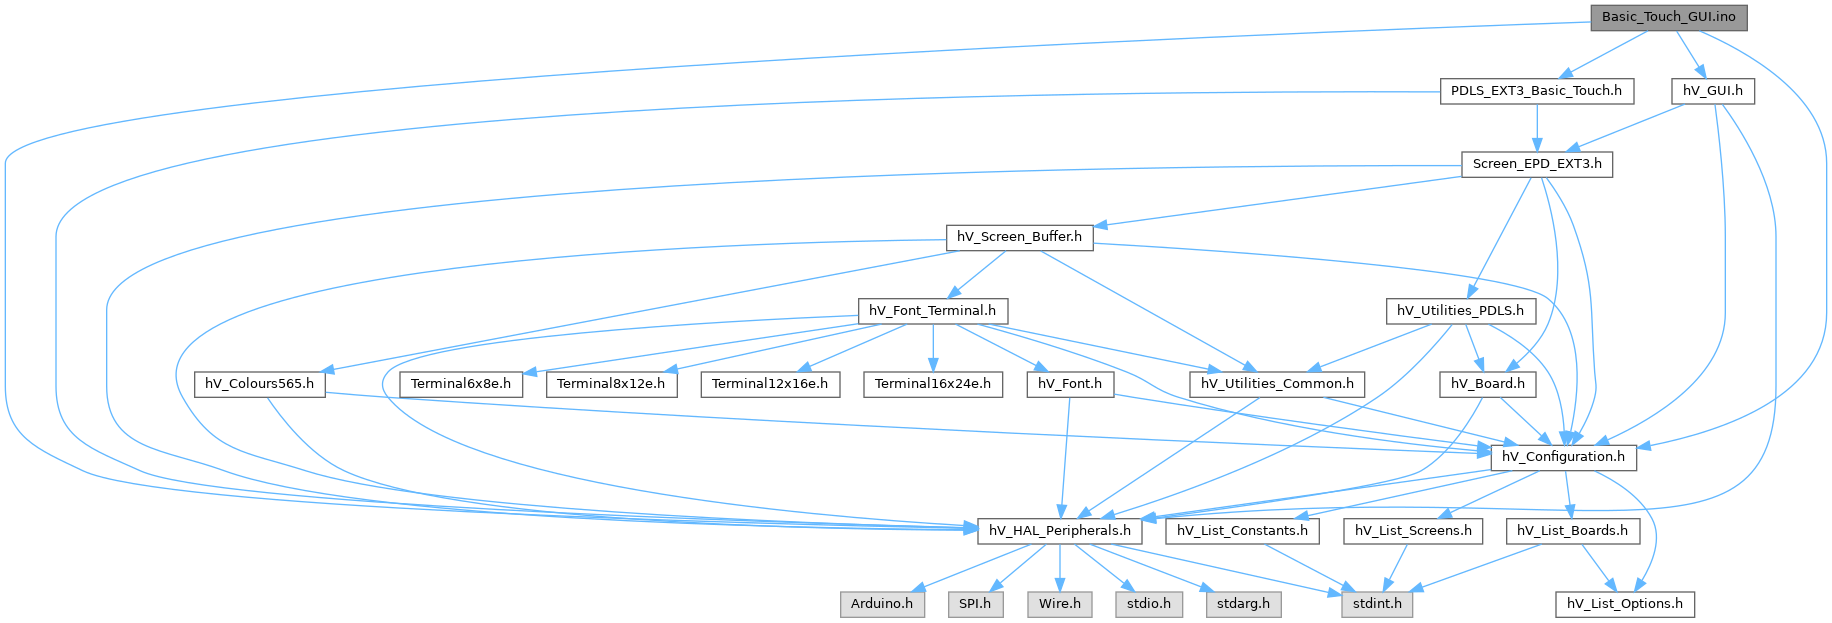 Basic_Touch_GUI.ino
PDLS_EXT3_Basic_Touch.h
hV_GUI.h
Screen_EPD_EXT3.h
hV_Screen_Buffer.h
hV_Font_Terminal.h
hV_Utilities_PDLS.h
hV_Colours565.h
Terminal6x8e.h
Terminal8x12e.h
Terminal12x16e.h
Terminal16x24e.h
hV_Font.h
hV_Utilities_Common.h
hV_Board.h
hV_Configuration.h
hV_HAL_Peripherals.h
hV_List_Constants.h
hV_List_Screens.h
hV_List_Boards.h
Arduino.h
SPI.h
Wire.h
stdio.h
stdarg.h
stdint.h
hV_List_Options.h